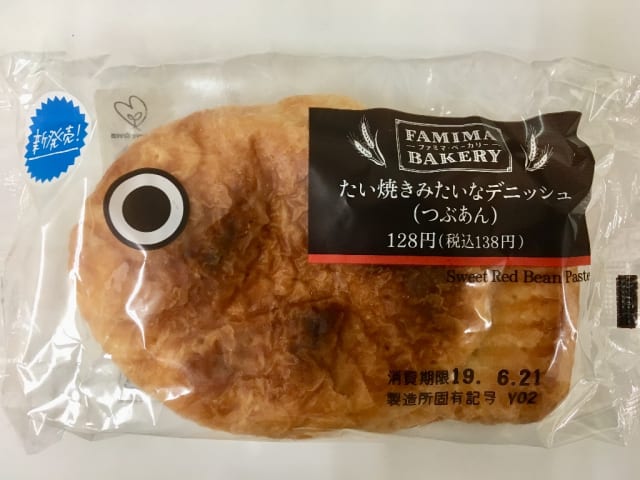 新発売!
FAMIMA
ファミマ・ベーカリー
BAKERY
たい焼きみたいなデニッシュ
(つぶあん)
128円(税込138円)
Sweet Red Bean Paste
消費期限19. 6.21
製造所固有記号 Y02